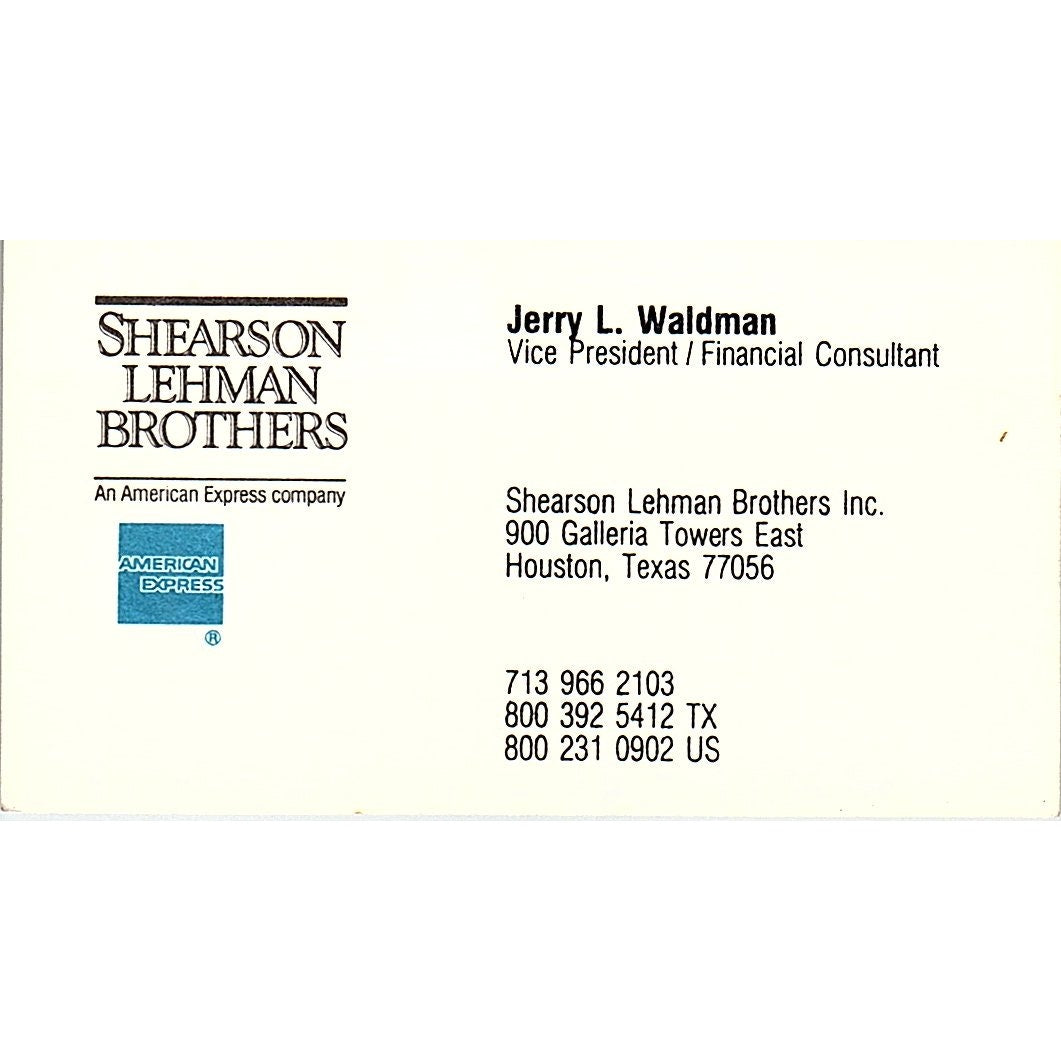 SHEARSON
LEHMAN
BROTHERS
An American Express company
AMERICAN
EXPRESS
®
Jerry L. Waldman
Vice President / Financial Consultant
Shearson Lehman Brothers Inc.
900 Galleria Towers East
Houston, Texas 77056
713 966 2103
800 392 5412 TX
800 231 0902 US